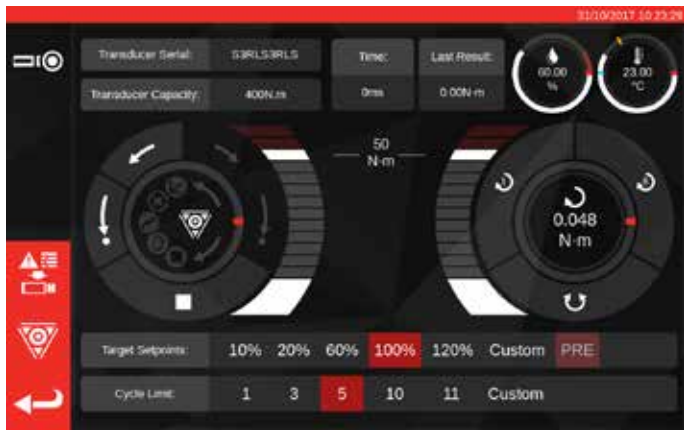 31/10/2017 10:23:29
Transducer Serial: S3RLS3RLS Time: Last Result:
Transducer Capacity: 400N.m 0ms 0.00N·m
60.00
%
23.00
°C
50
N·m
0.048
N·m
Target Setpoints: 10% 20% 60% 100% 120% Custom PRE
Cycle Limit: 1 3 5 10 11 Custom